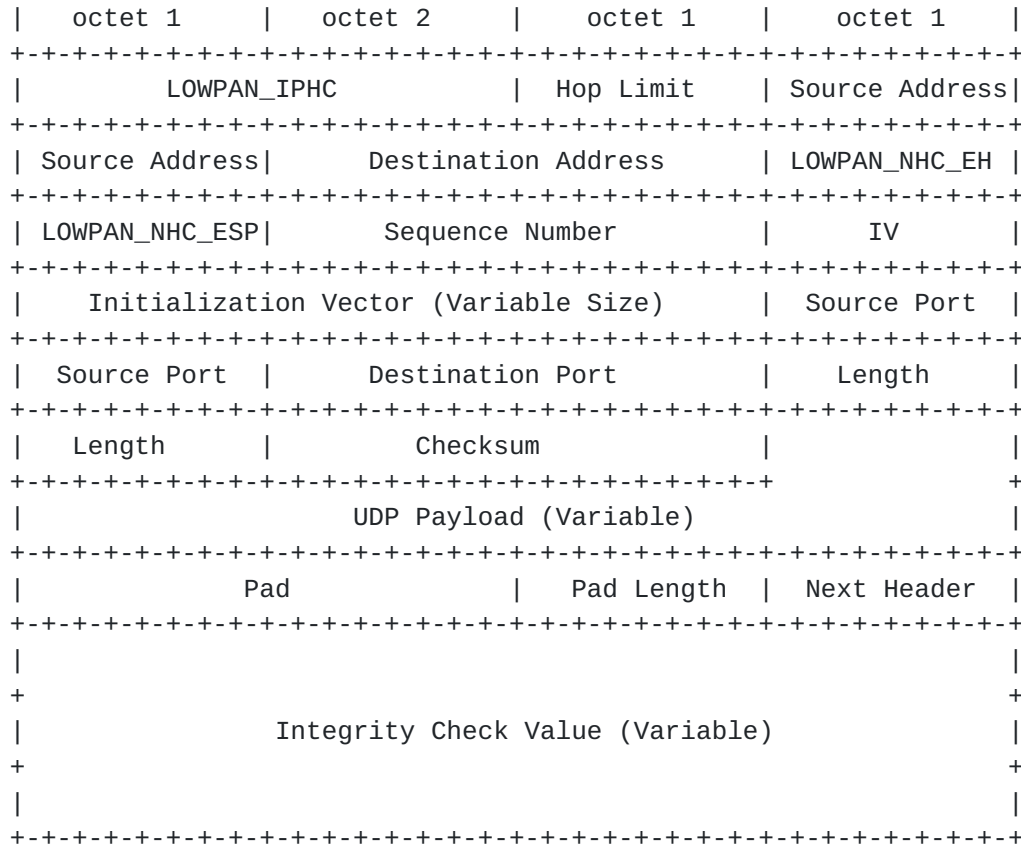 |   octet 1     |   octet 2     |    octet 1    |    octet 1    |
+-+-+-+-+-+-+-+-+-+-+-+-+-+-+-+-+-+-+-+-+-+-+-+-+-+-+-+-+-+-+-+-+
|         LOWPAN_IPHC           |  Hop Limit    | Source Address|
+-+-+-+-+-+-+-+-+-+-+-+-+-+-+-+-+-+-+-+-+-+-+-+-+-+-+-+-+-+-+-+-+
| Source Address|      Destination Address      | LOWPAN_NHC_EH |
+-+-+-+-+-+-+-+-+-+-+-+-+-+-+-+-+-+-+-+-+-+-+-+-+-+-+-+-+-+-+-+-+
| LOWPAN_NHC_ESP|       Sequence Number         |      IV       |
+-+-+-+-+-+-+-+-+-+-+-+-+-+-+-+-+-+-+-+-+-+-+-+-+-+-+-+-+-+-+-+-+
|    Initialization Vector (Variable Size)      |  Source Port  |
+-+-+-+-+-+-+-+-+-+-+-+-+-+-+-+-+-+-+-+-+-+-+-+-+-+-+-+-+-+-+-+-+
|  Source Port  |      Destination Port         |    Length     |
+-+-+-+-+-+-+-+-+-+-+-+-+-+-+-+-+-+-+-+-+-+-+-+-+-+-+-+-+-+-+-+-+
|   Length      |         Checksum              |               |
+-+-+-+-+-+-+-+-+-+-+-+-+-+-+-+-+-+-+-+-+-+-+-+-+               +
|                     UDP Payload (Variable)                    |
+-+-+-+-+-+-+-+-+-+-+-+-+-+-+-+-+-+-+-+-+-+-+-+-+-+-+-+-+-+-+-+-+
|              Pad              |   Pad Length  |  Next Header  |
+-+-+-+-+-+-+-+-+-+-+-+-+-+-+-+-+-+-+-+-+-+-+-+-+-+-+-+-+-+-+-+-+
|                                                               |
+                                                               +
|                Integrity Check Value (Variable)               |
+                                                               +
|                                                               |
+-+-+-+-+-+-+-+-+-+-+-+-+-+-+-+-+-+-+-+-+-+-+-+-+-+-+-+-+-+-+-+-+